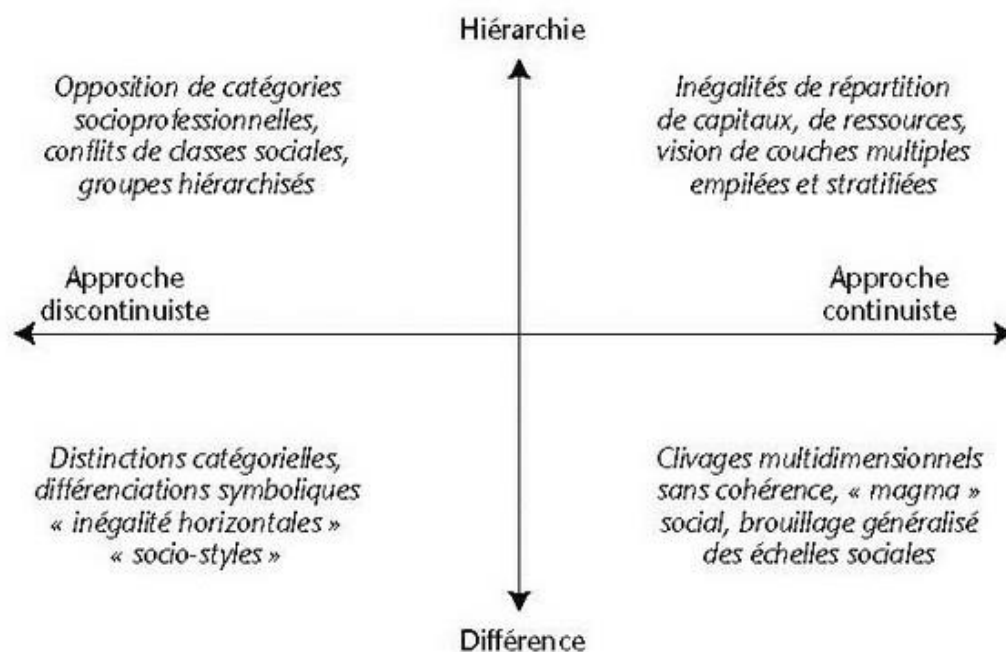 Hiérarchie
Opposition de catégories
socioprofessionnelles,
conflits de classes sociales,
groupes hiérarchisés
Inégalités de répartition
de capitaux, de ressources,
vision de couches multiples
empilées et stratifiées
Approche
discontinuiste
Approche
continuiste
Distinctions catégorielles,
différenciations symboliques
« inégalité horizontales »
« socio-styles »
Clivages multidimensionnels
sans cohérence, « magma »
social, brouillage généralisé
des échelles sociales
Différence